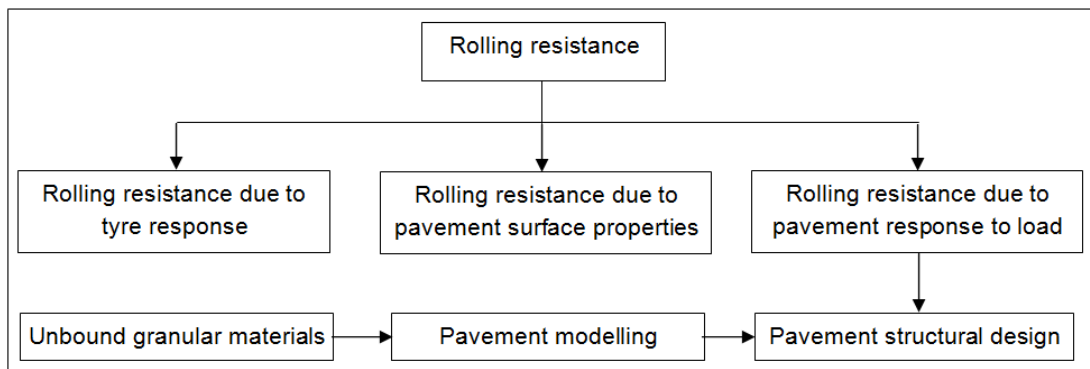 Rolling resistance
Rolling resistance due to
tyre response
Rolling resistance due to
pavement surface properties
Rolling resistance due to
pavement response to load
Unbound granular materials
Pavement modelling
Pavement structural design